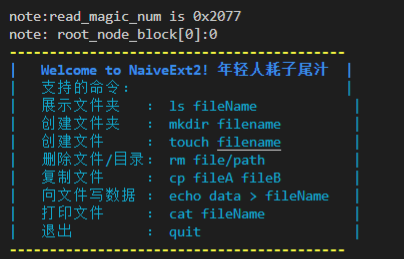 note:read_magic_num is 0x2077
note: root_node_block[0]:0
----------------------------------------
|   Welcome to NaiveExt2! 年轻人耗子尾汁   |
|   支持的命令:                           |
|   展示文件夹   :  ls fileName           |
|   创建文件夹   :  mkdir filename        |
|   创建文件     :  touch filename        |
|   删除文件/目录:  rm file/path          |
|   复制文件     :  cp fileA fileB        |
|   向文件写数据 :  echo data > fileName  |
|   打印文件     :  cat fileName          |
|   退出         :  quit                  |
----------------------------------------